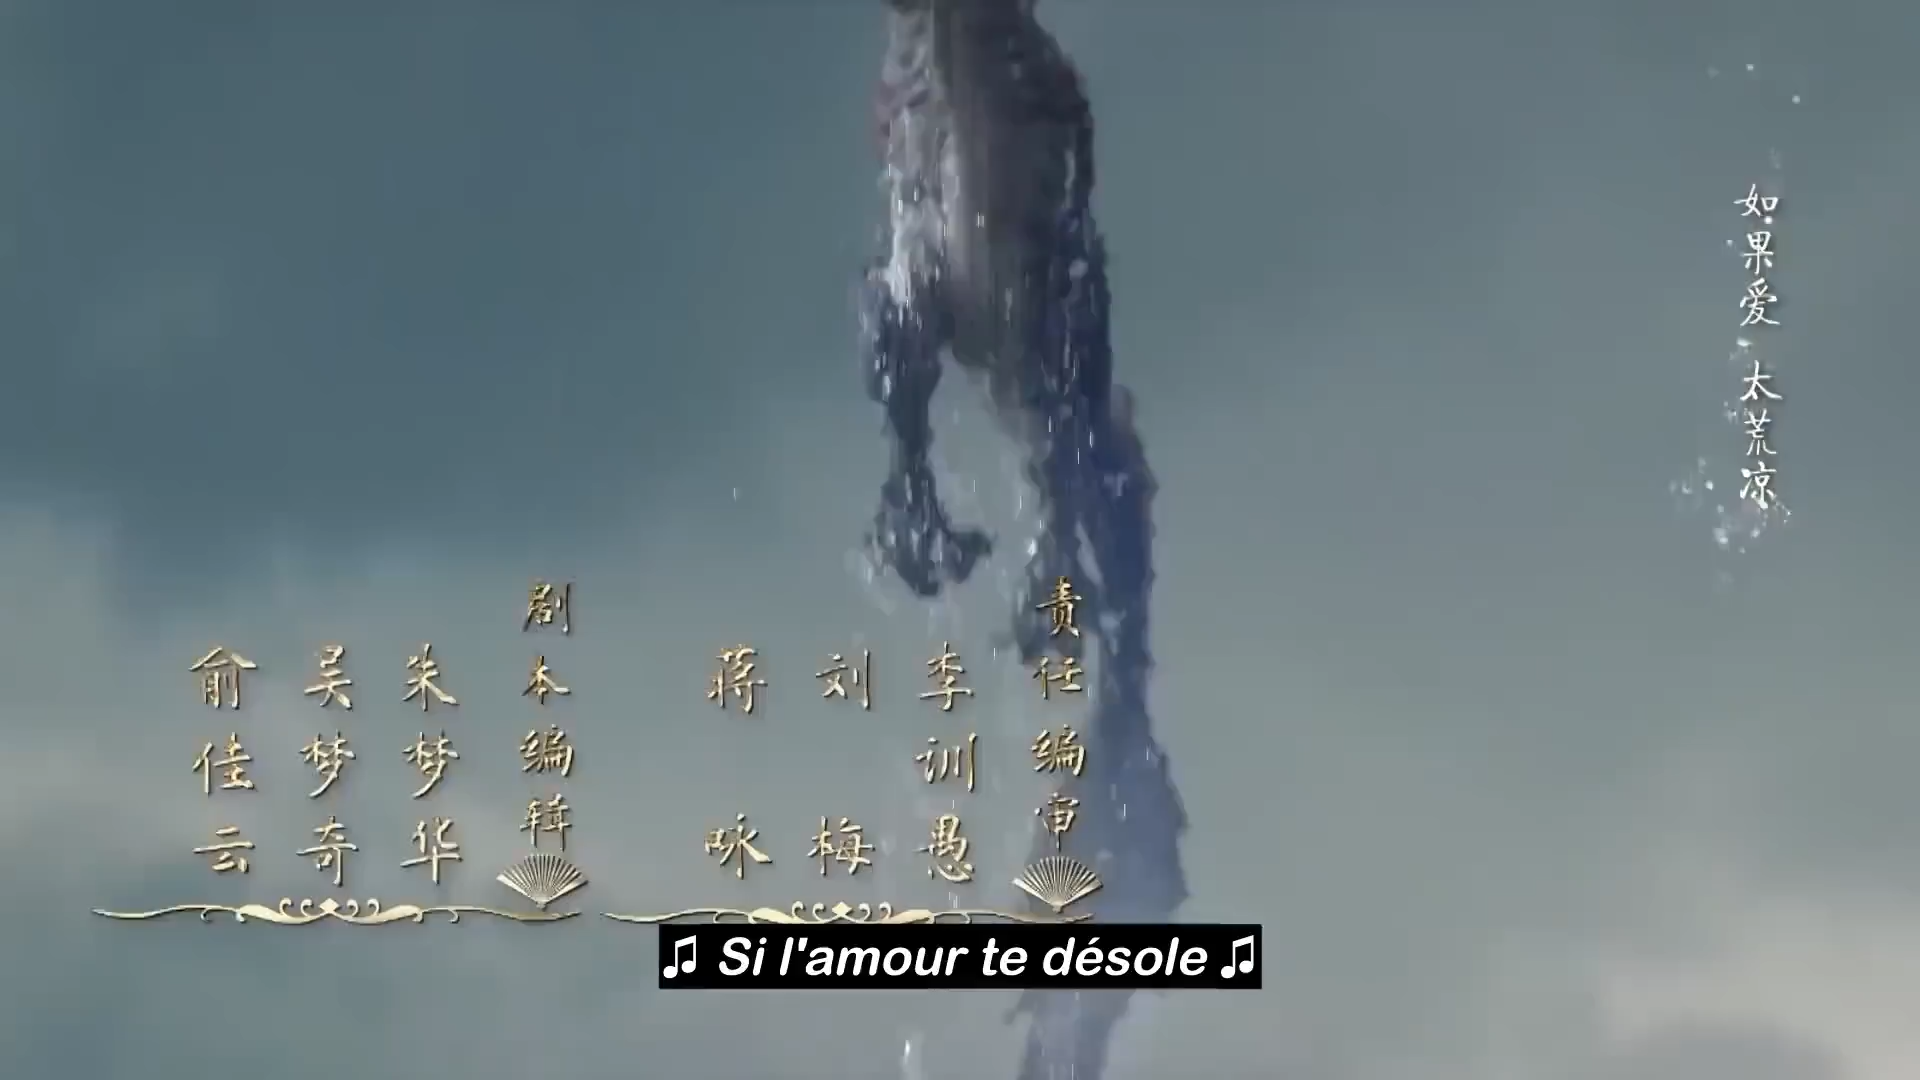 如果爱 太荒凉
责任编审
李训愚
刘梅
蒋咏
剧本编辑
朱梦华
吴梦奇
俞佳云
♫ Si l'amour te désole ♫